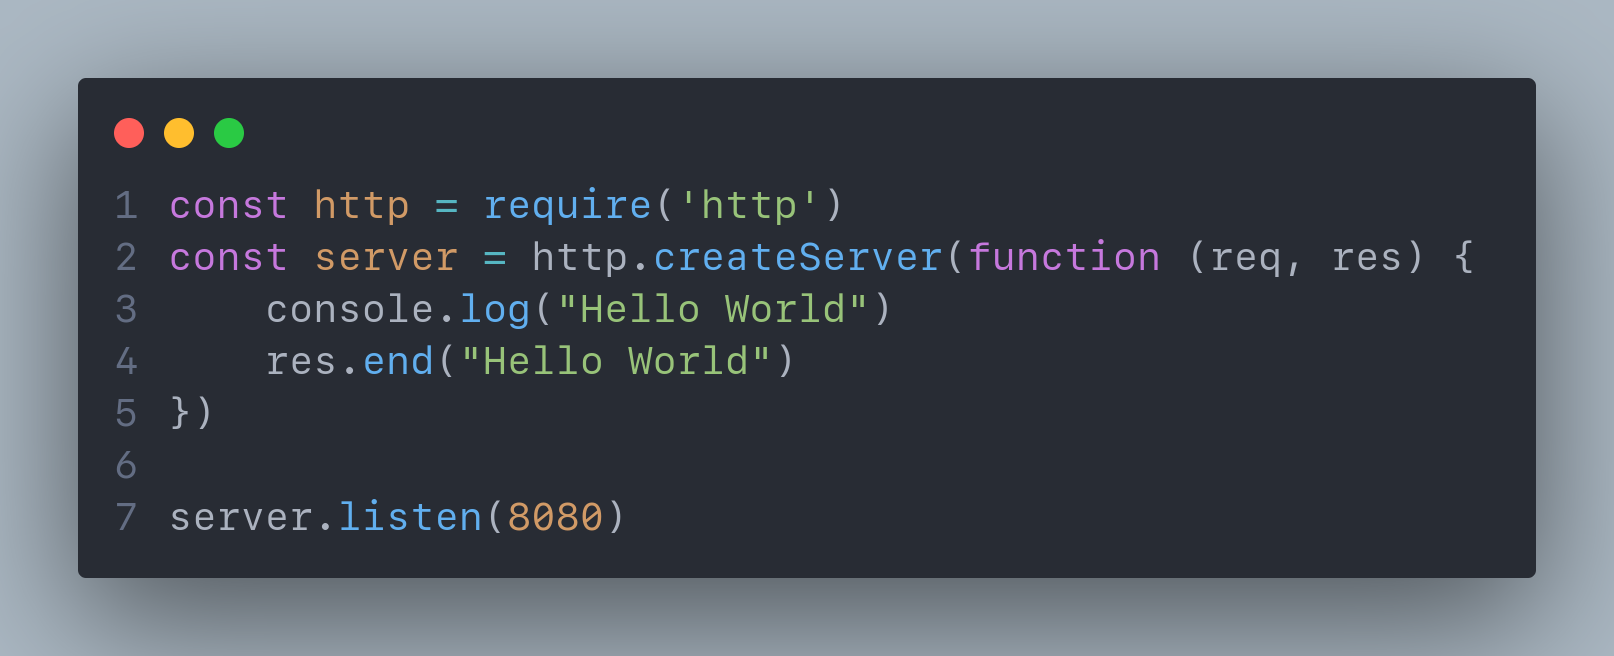 1 const http = require('http')
2 const server = http.createServer(function (req, res) {
3     console.log("Hello World")
4     res.end("Hello World")
5 })
6
7 server.listen(8080)